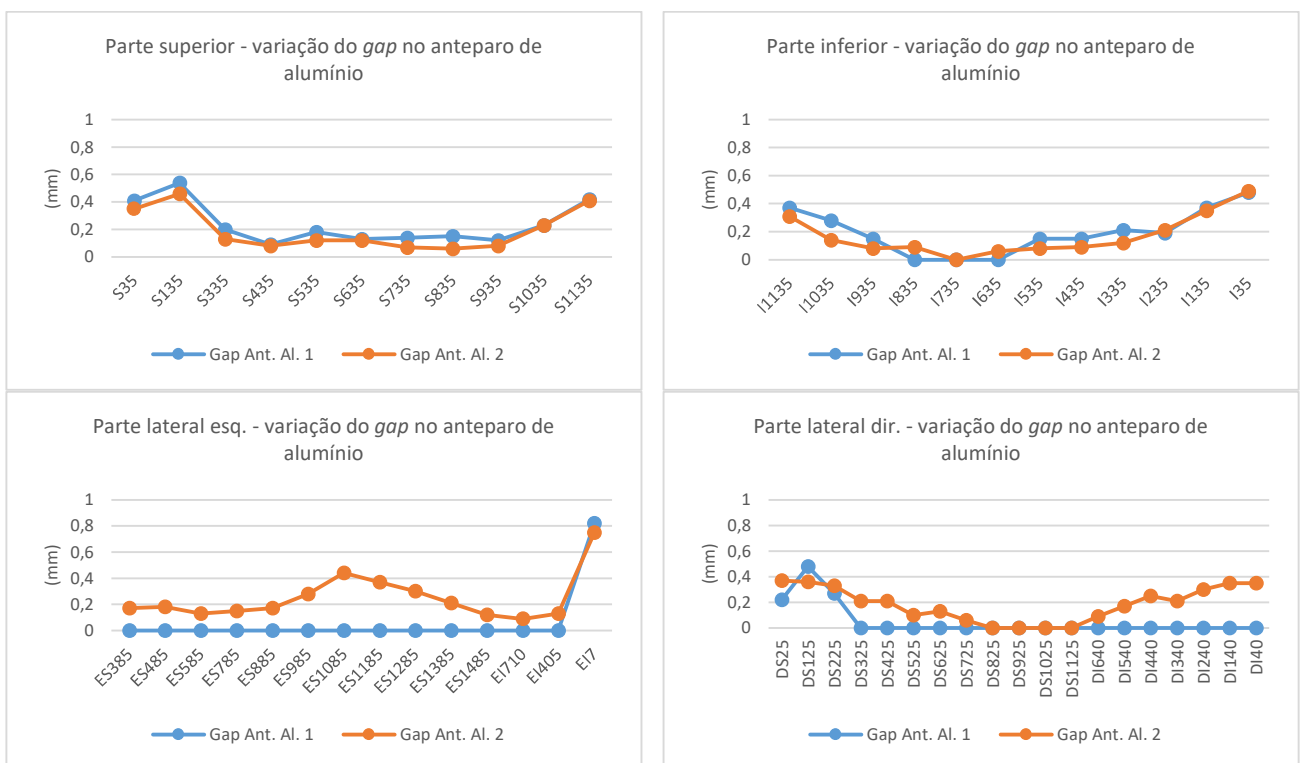 Parte superior - variação do gap no anteparo de
alumínio
1
0,8
0,6
0,4
0,2
0
(mm)
S35 S135 S335 S435 S535 S635 S735 S835 S935 S1035 S1135
Gap Ant. Al. 1 Gap Ant. Al. 2
Parte inferior - variação do gap no anteparo de
alumínio
1
0,8
0,6
0,4
0,2
0
(mm)
I1135 I1035 I935 I835 I735 I635 I535 I435 I335 I235 I135 I35
Gap Ant. Al. 1 Gap Ant. Al. 2
Parte lateral esq. - variação do gap no anteparo de
alumínio
1
0,8
0,6
0,4
0,2
0
(mm)
ES385 ES485 ES585 ES785 ES885 ES985 ES1085 ES1185 ES1285 ES1385 ES1485 EI710 EI405 EI7
Gap Ant. Al. 1 Gap Ant. Al. 2
Parte lateral dir. - variação do gap no anteparo de
alumínio
1
0,8
0,6
0,4
0,2
0
(mm)
DS25 DS125 DS225 DS325 DS425 DS525 DS625 DS725 DS825 DS925 DS1025 DS1125 DI640 DI540 DI440 DI340 DI240 DI140 DI40
Gap Ant. Al. 1 Gap Ant. Al. 2